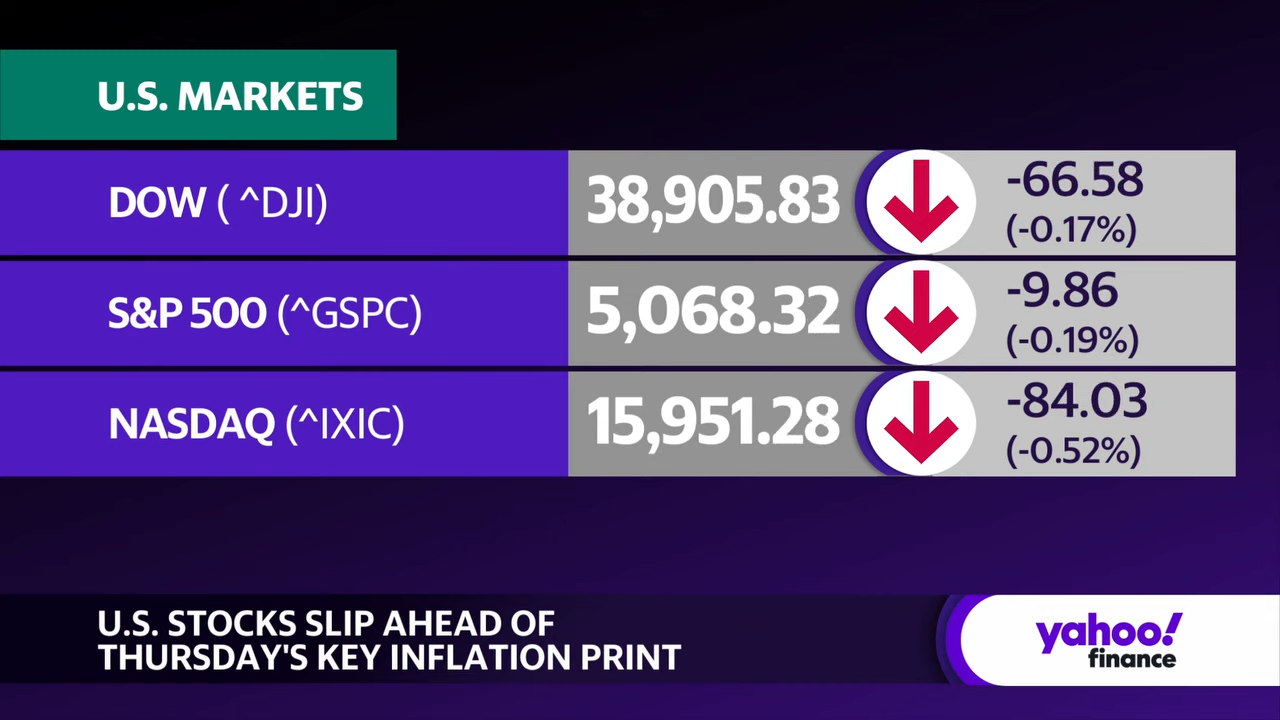 U.S. MARKETS
DOW ( ^DJI) 38,905.83 -66.58
(-0.17%)
S&P 500 (^GSPC) 5,068.32 -9.86
(-0.19%)
NASDAQ (^IXIC) 15,951.28 -84.03
(-0.52%)
U.S. STOCKS SLIP AHEAD OF
THURSDAY'S KEY INFLATION PRINT
yahoo!
finance